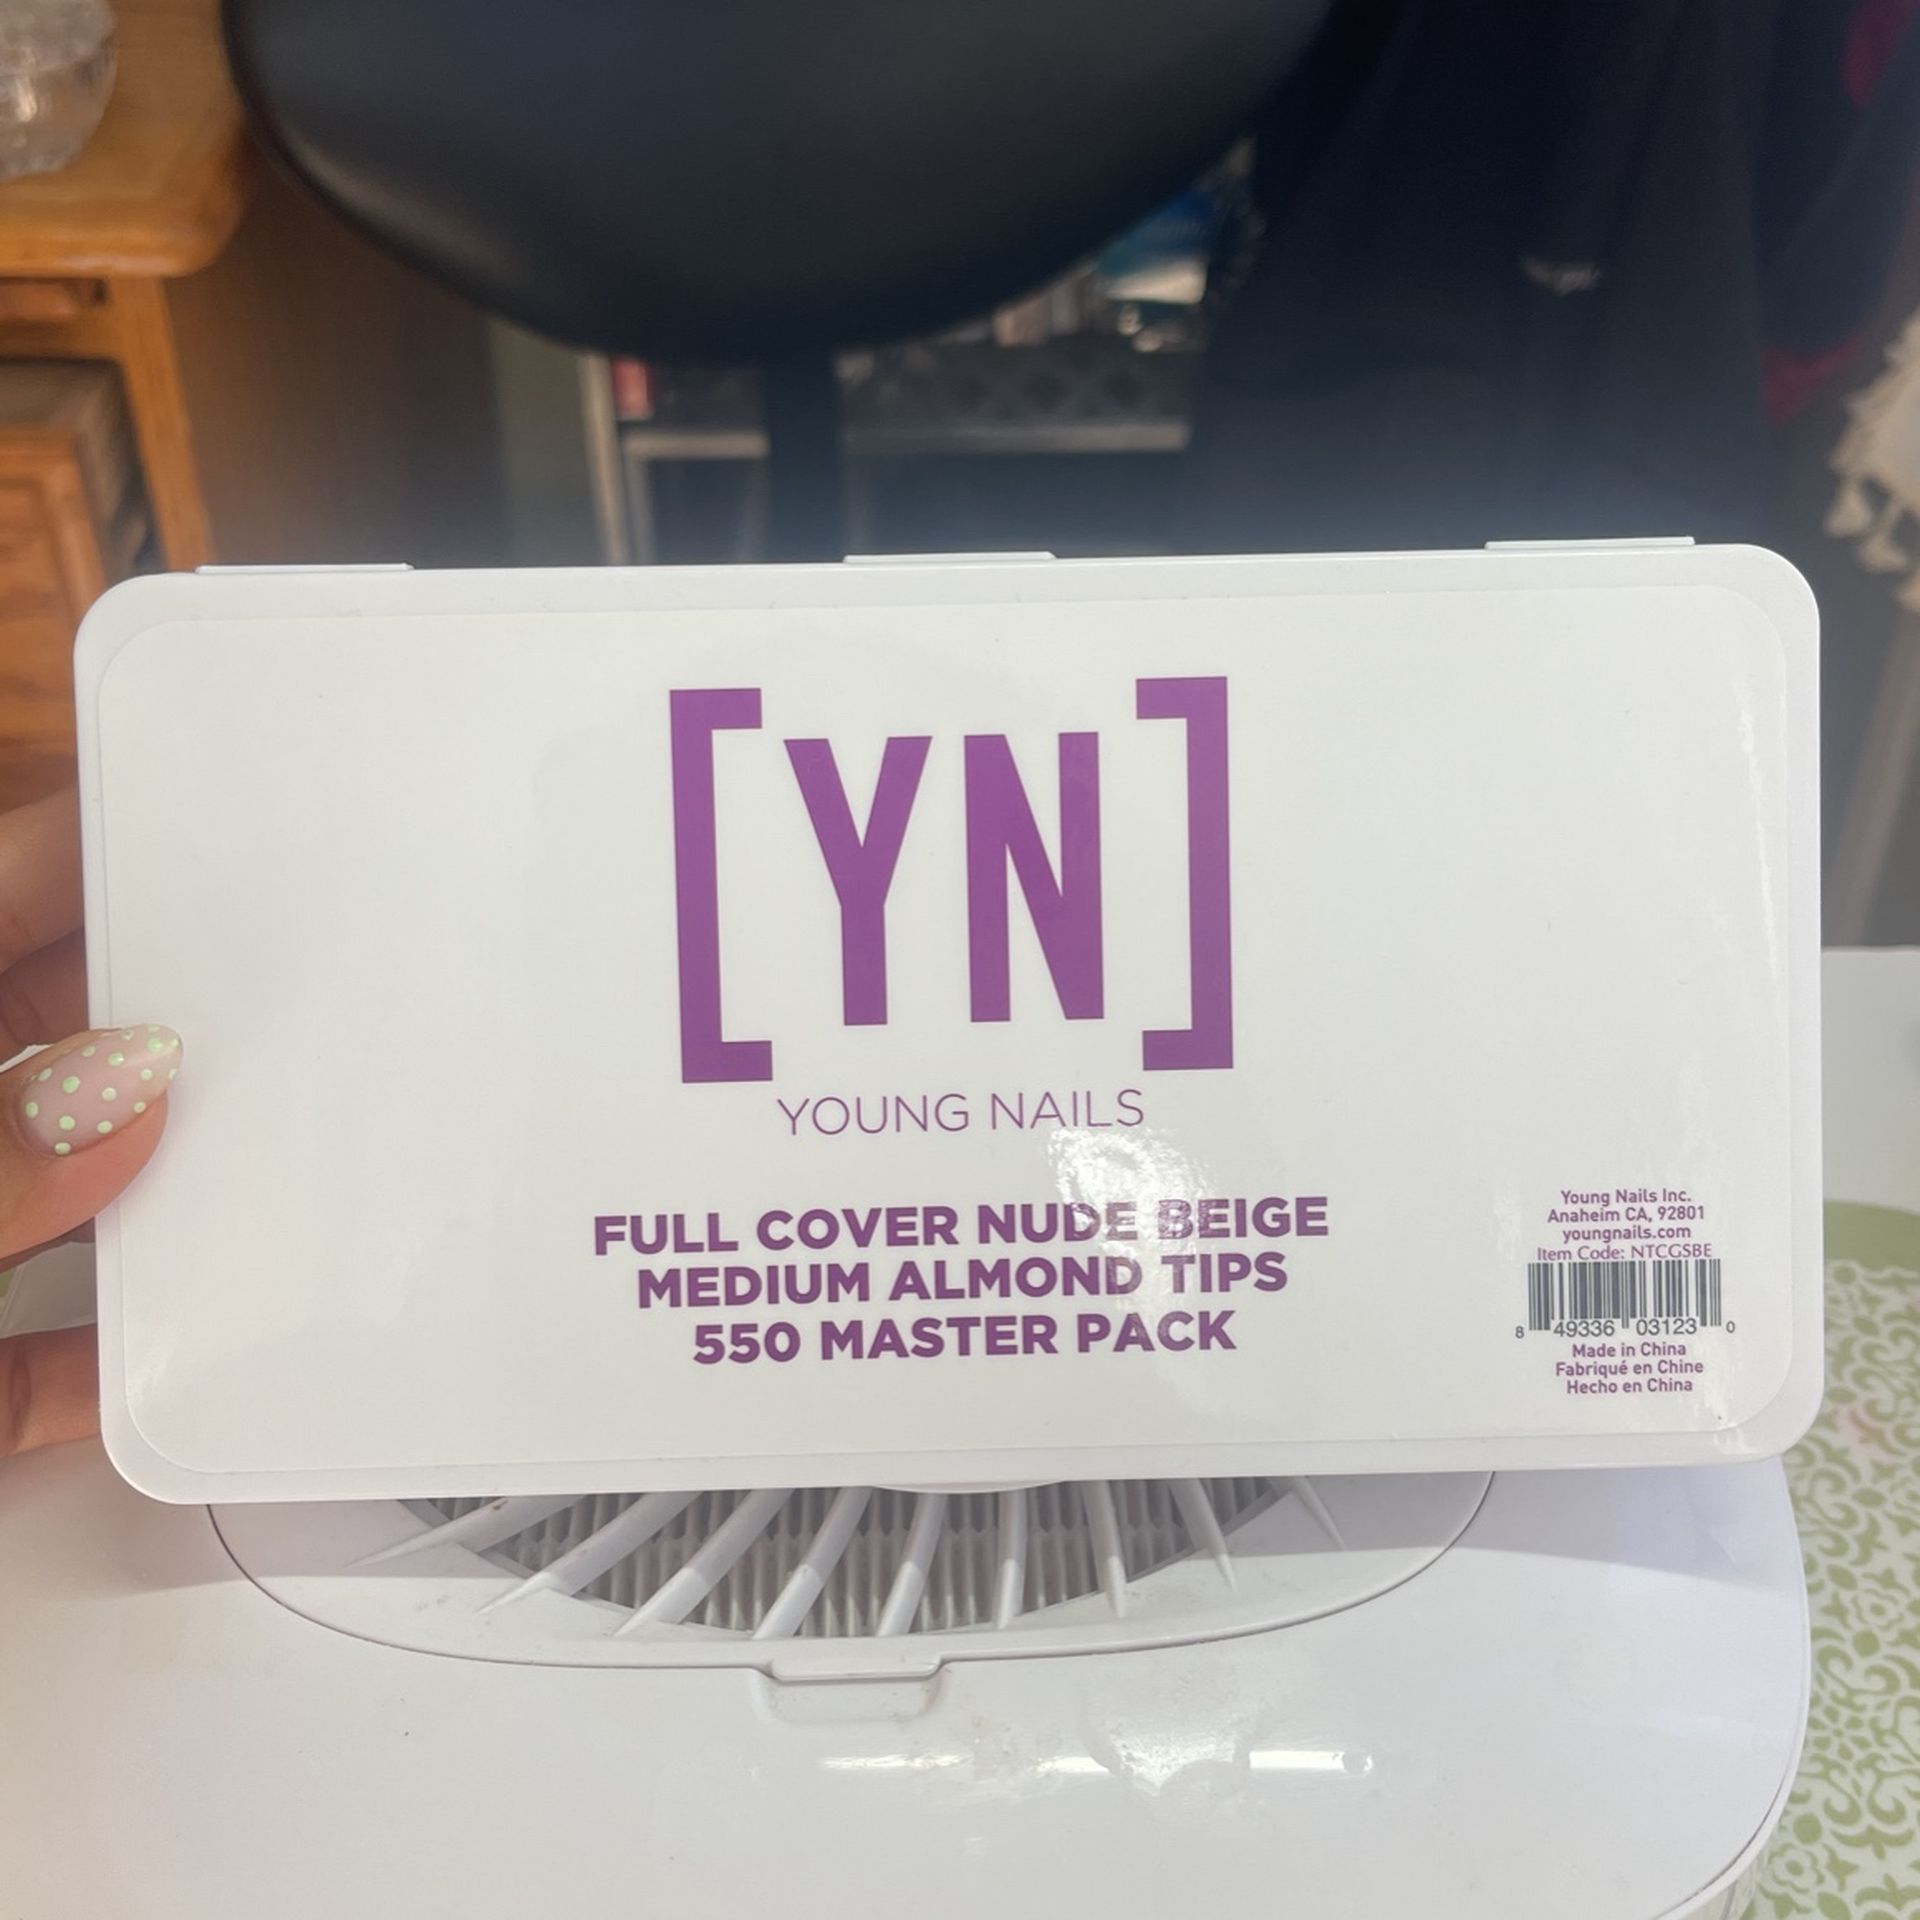 [YN]
YOUNG NAILS
FULL COVER NUDE BEIGE
MEDIUM ALMOND TIPS
550 MASTER PACK
Young Nails Inc.
Anaheim CA, 92801
youngnails.com
Item Code: NTCGSBE
8 49336 03123 0
Made in China
Fabriqué en Chine
Hecho en China